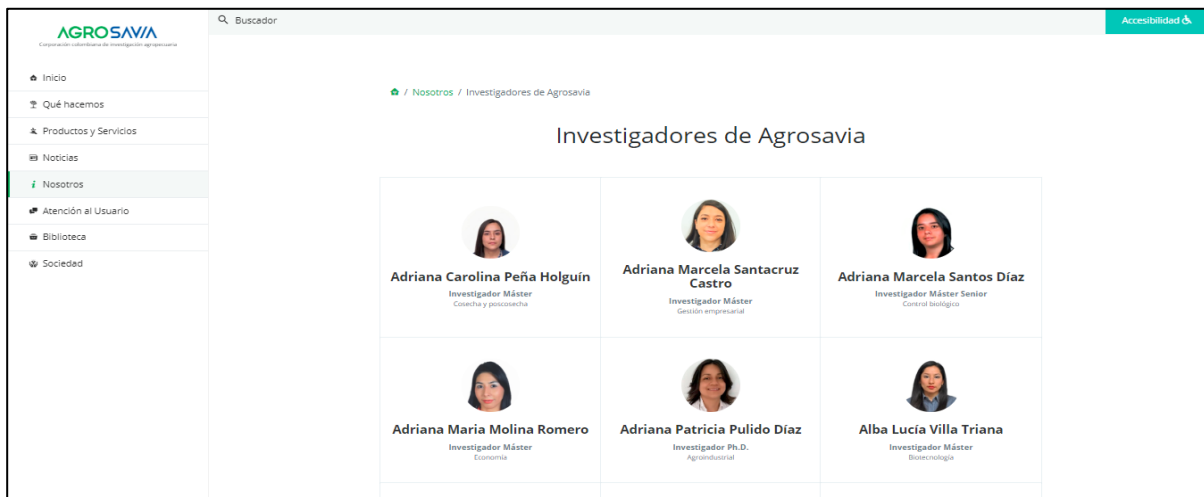 AGROSAVIA
Corporación colombiana de investigación agropecuaria
Inicio
Qué hacemos
Productos y Servicios
Noticias
Nosotros
Atención al Usuario
Biblioteca
Sociedad
Buscador
Accesibilidad
/ Nosotros / Investigadores de Agrosavia
Investigadores de Agrosavia
Adriana Carolina Peña Holguín
Investigador Máster
Cosecha y poscosecha
Adriana Marcela Santacruz
Castro
Investigador Máster
Gestión empresarial
Adriana Marcela Santos Díaz
Investigador Máster Senior
Control biológico
Adriana Maria Molina Romero
Investigador Máster
Economía
Adriana Patricia Pulido Díaz
Investigador Ph.D.
Agroindustrial
Alba Lucía Villa Triana
Investigador Máster
Biotecnología